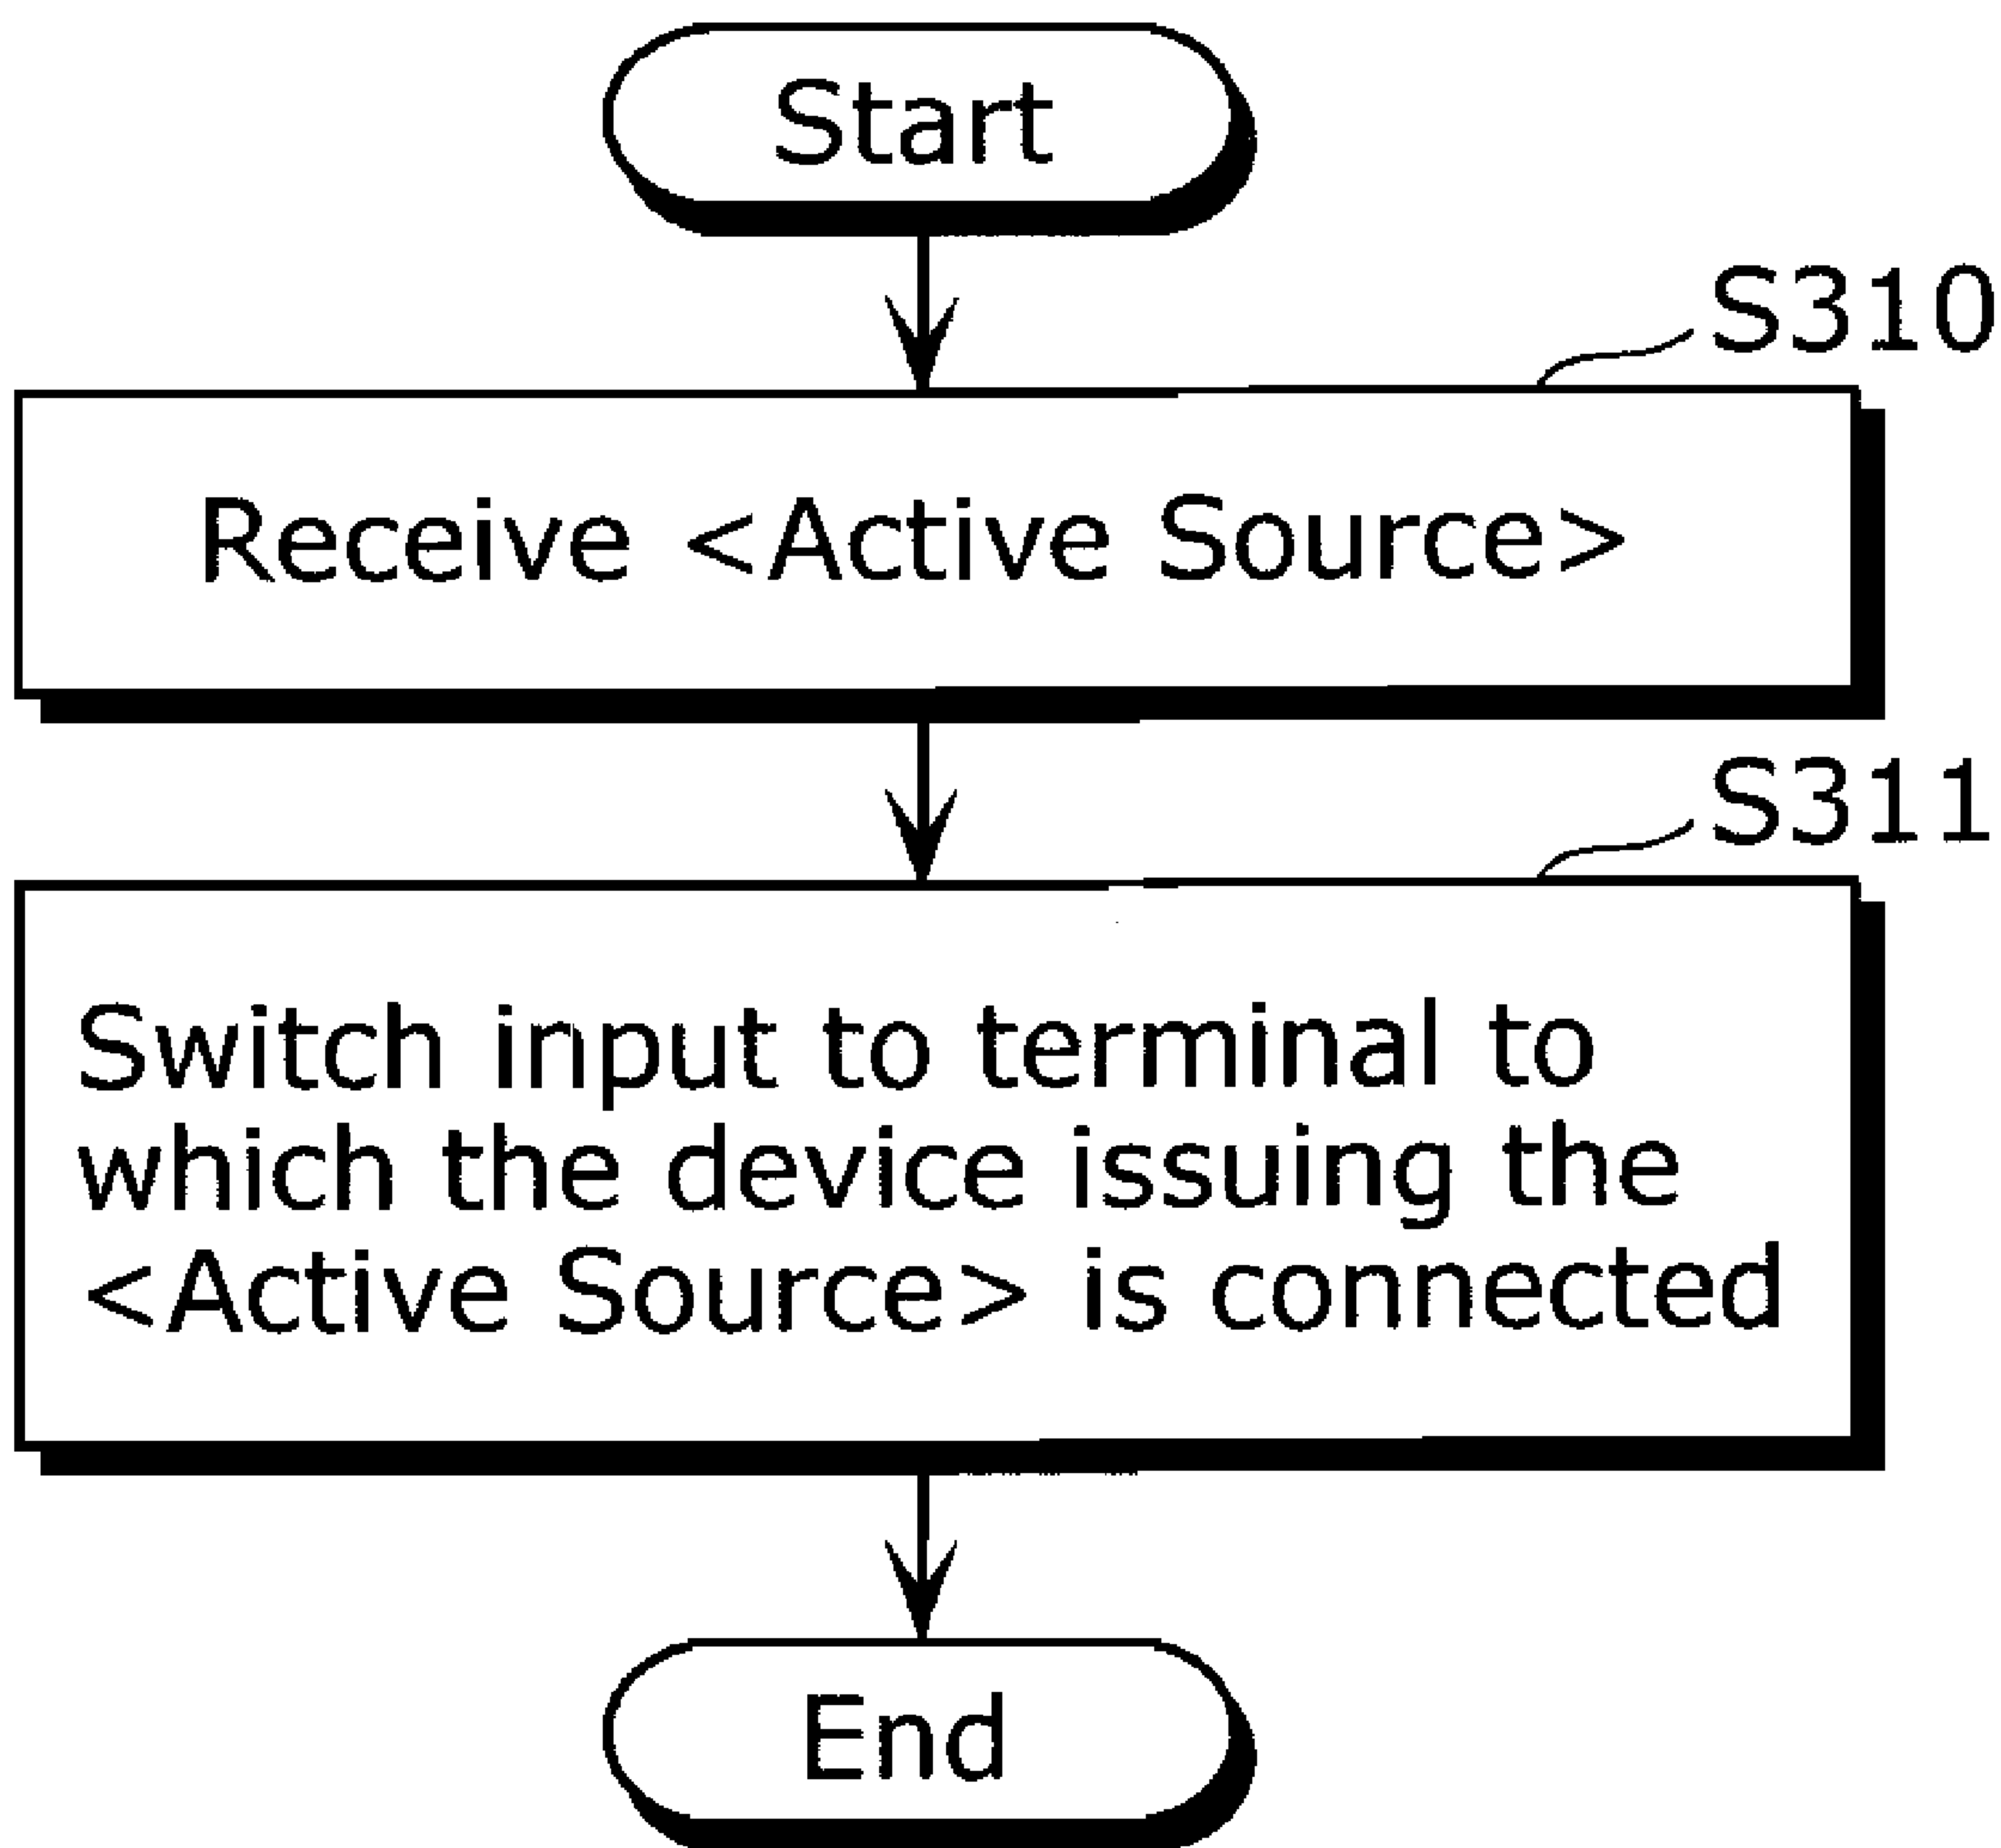 Start
S310
Receive <Active Source>
S311
Switch input to terminal to
which the device issuing the
<Active Source> is connected
End